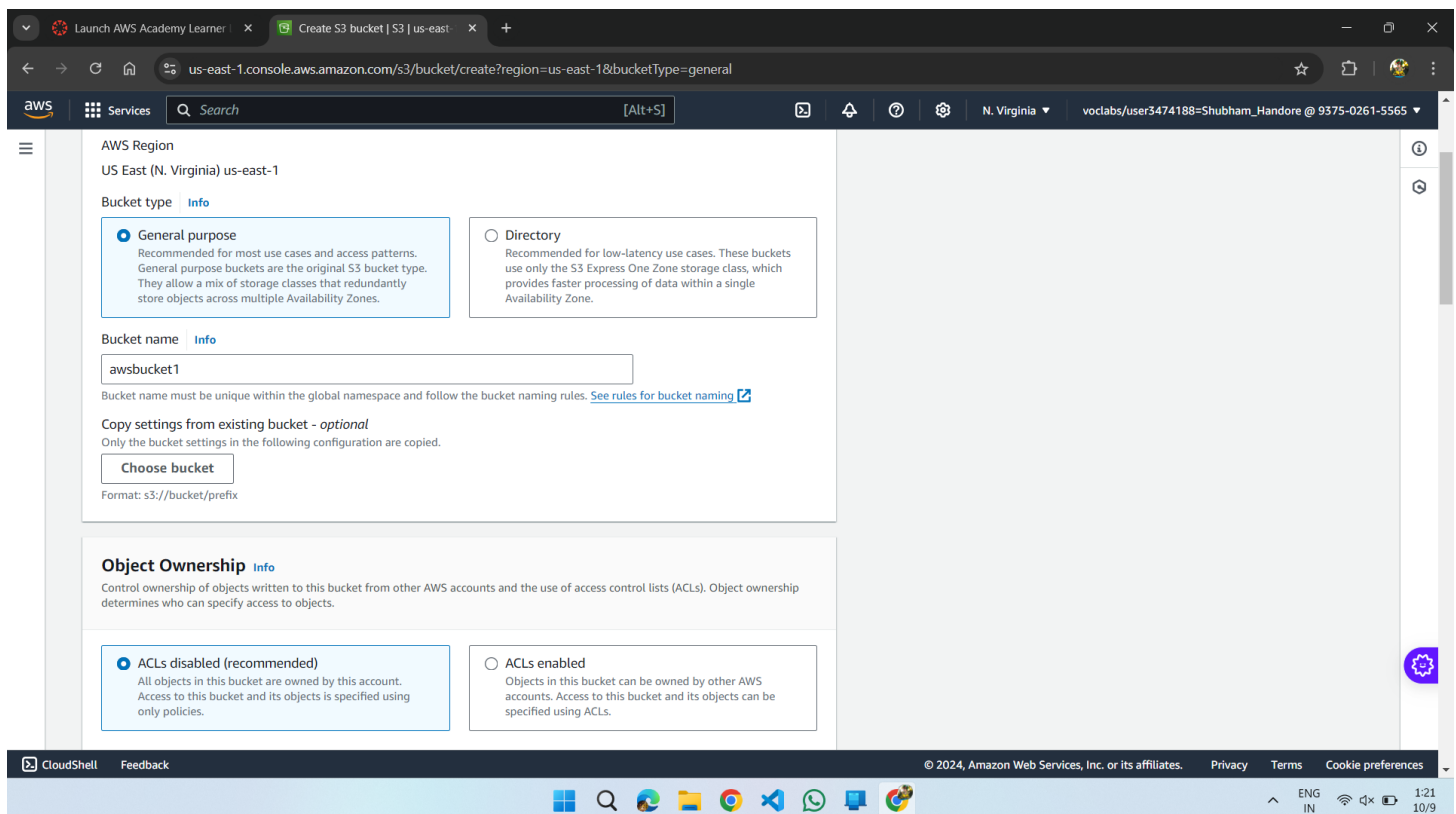 Launch AWS Academy Learner
Create S3 bucket | S3 | us-east-
us-east-1.console.aws.amazon.com/s3/bucket/create?region=us-east-1&bucketType=general
aws
Services
Search
[Alt+S]
N. Virginia
voclabs/user3474188=Shubham_Handore @ 9375-0261-5565
AWS Region
US East (N. Virginia) us-east-1
Bucket type Info
General purpose
Recommended for most use cases and access patterns.
General purpose buckets are the original S3 bucket type.
They allow a mix of storage classes that redundantly
store objects across multiple Availability Zones.
Directory
Recommended for low-latency use cases. These buckets
use only the S3 Express One Zone storage class, which
provides faster processing of data within a single
Availability Zone.
Bucket name Info
awsbucket1
Bucket name must be unique within the global namespace and follow the bucket naming rules. See rules for bucket naming
Copy settings from existing bucket - optional
Only the bucket settings in the following configuration are copied.
Choose bucket
Format: s3://bucket/prefix
Object Ownership Info
Control ownership of objects written to this bucket from other AWS accounts and the use of access control lists (ACLs). Object ownership
determines who can specify access to objects.
ACLs disabled (recommended)
All objects in this bucket are owned by this account.
Access to this bucket and its objects is specified using
only policies.
ACLs enabled
Objects in this bucket can be owned by other AWS
accounts. Access to this bucket and its objects can be
specified using ACLs.
CloudShell Feedback
© 2024, Amazon Web Services, Inc. or its affiliates. Privacy Terms Cookie preferences
ENG
IN
1:21
10/9